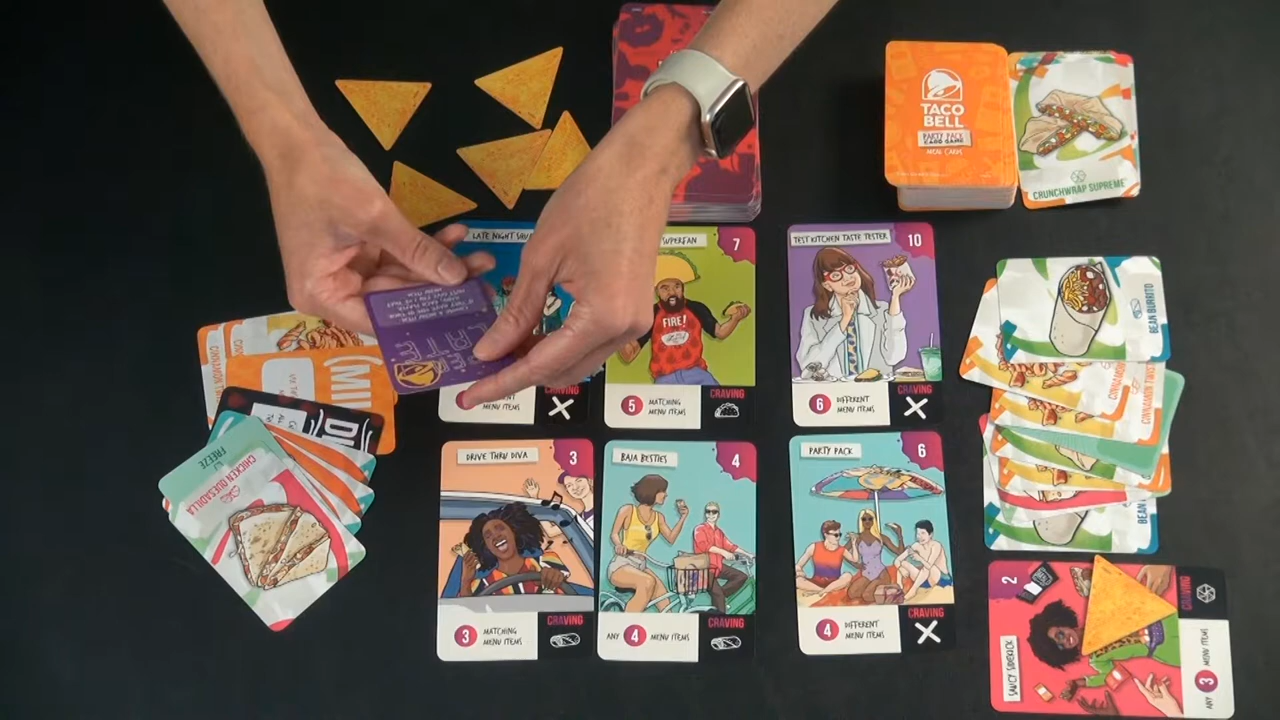 TACO
BELL
PARTY PACK
CARD GAME
MEAL CARDS
CRUNCHWRAP SUPREME
LATE NIGHT
SUPERFAN
7
FIRE!
5
MATCHING
MENU ITEMS
CRAVING
MENU ITEMS
CRAVING
TEST KITCHEN TASTE TESTER
10
6
DIFFERENT
MENU ITEMS
CRAVING
BEAN BURRITO
CINNAMON TWISTS
BEAN
DRIVE THRU DIVA
3
3
MATCHING
MENU ITEMS
CRAVING
BAJA BESTIES
4
ANY 4 MENU ITEMS
CRAVING
PARTY PACK
6
4
DIFFERENT
MENU ITEMS
CRAVING
2
SAUCY SIDEKICK
ANY 3 MENU ITEMS
CRAVING
FREEZE
CHICKEN QUESADILLA